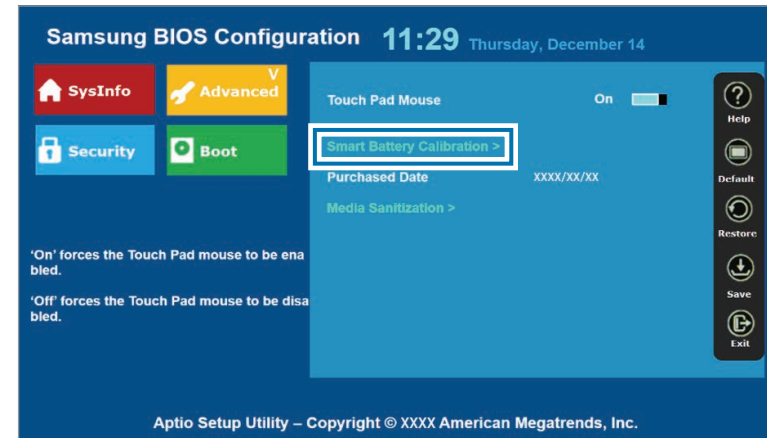 Samsung BIOS Configuration 11:29 Thursday, December 14
SysInfo
V
Advanced
Security
Boot
‘On’ forces the Touch Pad mouse to be ena
bled.
‘Off’ forces the Touch Pad mouse to be disa
bled.
Touch Pad Mouse On
Smart Battery Calibration >
Purchased Date XXXX/XX/XX
Media Sanitization >
?
Help
Default
Restore
Save
Exit
Aptio Setup Utility – Copyright © XXXX American Megatrends, Inc.